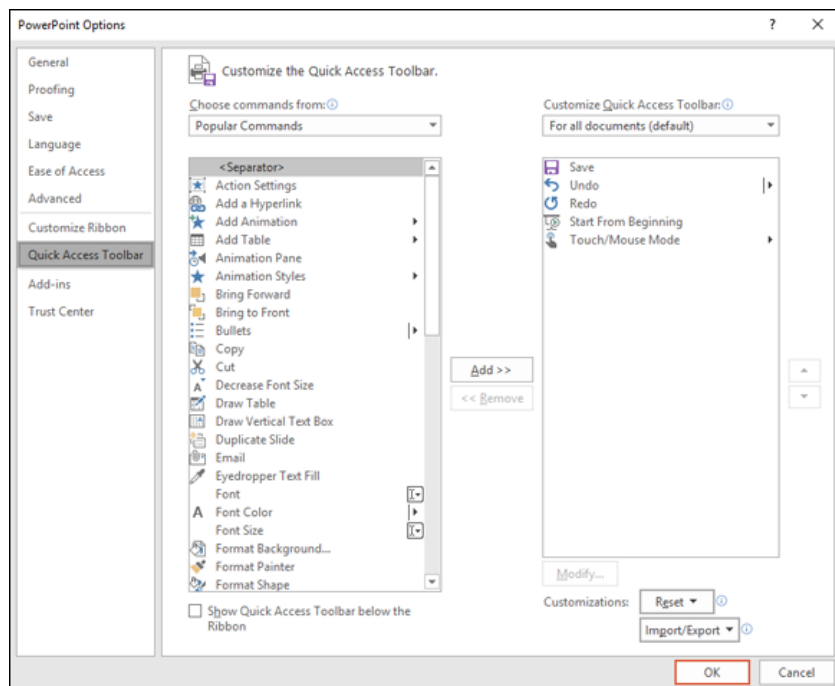 PowerPoint Options
?
General
Proofing
Save
Language
Ease of Access
Advanced
Customize Ribbon
Quick Access Toolbar
Add-ins
Trust Center
Customize the Quick Access Toolbar.
Choose commands from:
Popular Commands
<Separator>
Action Settings
Add a Hyperlink
Add Animation
Add Table
Animation Pane
Animation Styles
Bring Forward
Bring to Front
Bullets
Copy
Cut
Decrease Font Size
Draw Table
Draw Vertical Text Box
Duplicate Slide
Email
Eyedropper Text Fill
Font
Font Color
Font Size
Format Background...
Format Painter
Format Shape
Show Quick Access Toolbar below the
Ribbon
Add >>
<< Remove
Customize Quick Access Toolbar:
For all documents (default)
Save
Undo
Redo
Start From Beginning
Touch/Mouse Mode
Modify...
Customizations:
Reset
Import/Export
OK
Cancel